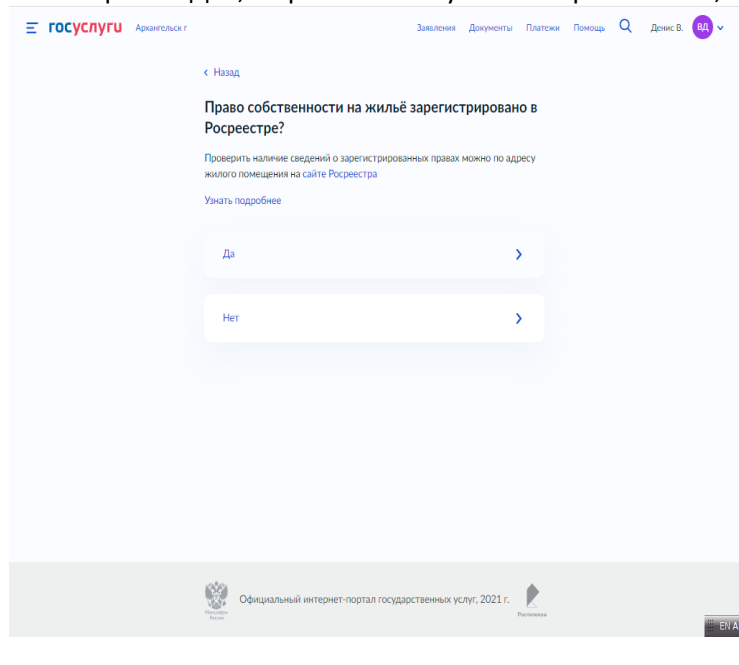 госуслуги Архангельск г Заявления Документы Платежи Помощь Денис В. ВД
Назад
Право собственности на жильё зарегистрировано в
Росреестре?
Проверить наличие сведений о зарегистрированных правах можно по адресу
жилого помещения на сайте Росреестра
Узнать подробнее
Да
Нет
Официальный интернет-портал государственных услуг, 2021 г.
Ростелеком
EN